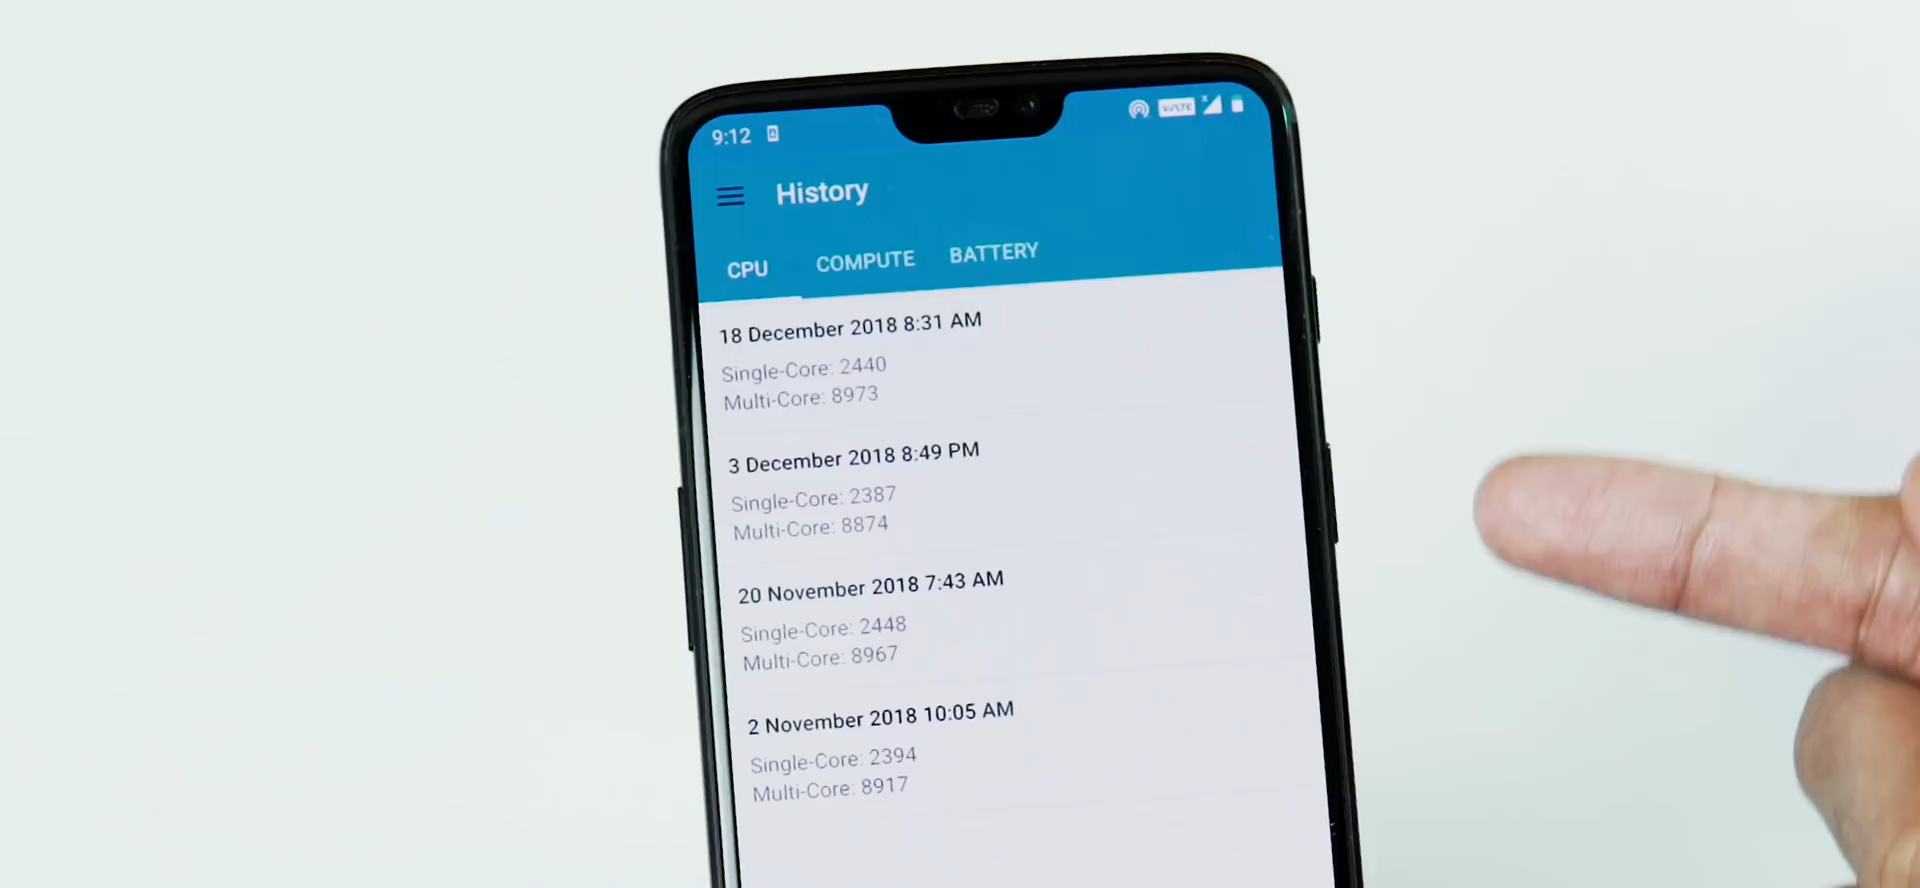 9:12
VoLTE
History
CPU COMPUTE BATTERY
18 December 2018 8:31 AM
Single-Core: 2440
Multi-Core: 8973
3 December 2018 8:49 PM
Single-Core: 2387
Multi-Core: 8874
20 November 2018 7:43 AM
Single-Core: 2448
Multi-Core: 8967
2 November 2018 10:05 AM
Single-Core: 2394
Multi-Core: 8917